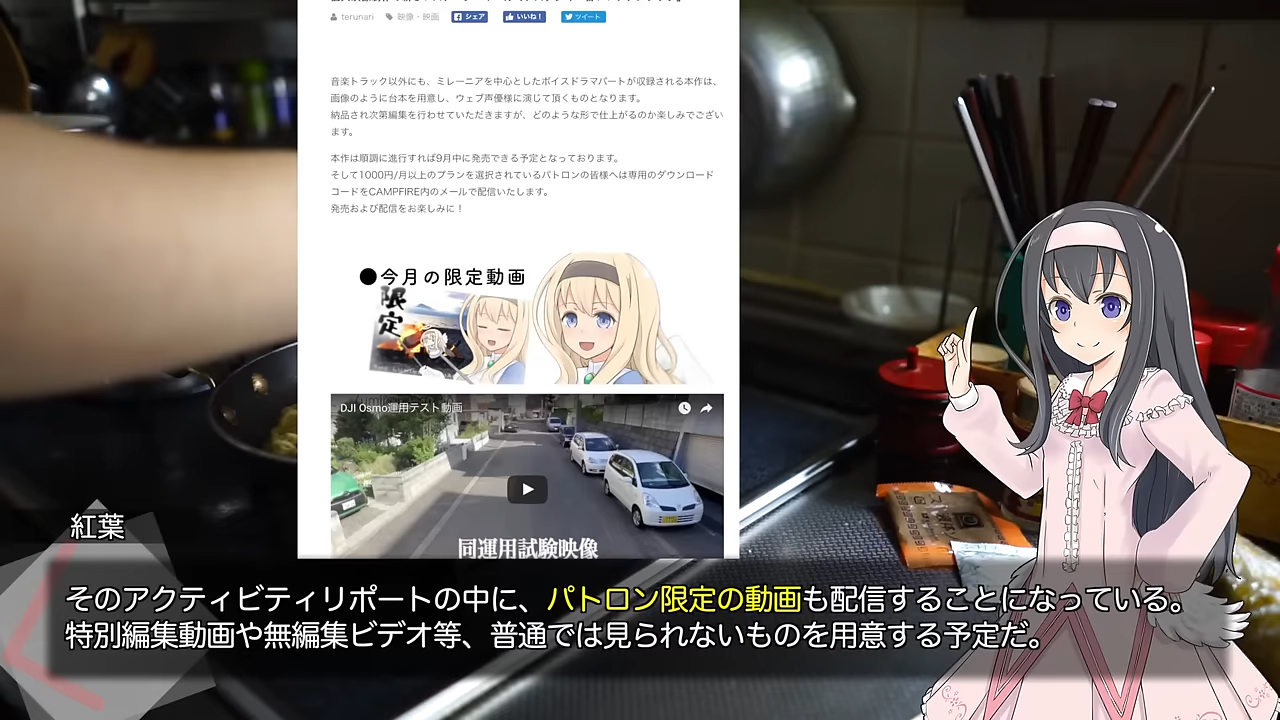 terunari 映像・映画 シェア いいね！ ツイート
音楽トラック以外にも、ミレーニアを中心としたボイスドラマパートが収録される本作は、
画像のように台本を用意し、ウェブ声優様に演じて頂くものとなります。
納品され次第編集を行わせていただきますが、どのような形で仕上がるのか楽しみでござい
ます。
本作は順調に進行すれば9月中に発売できる予定となっております。
そして1000円/月以上のプランを選択されているパトロンの皆様へは専用のダウンロード
コードをCAMPFIRE内のメールで配信いたします。
発売および配信をお楽しみに！
●今月の限定動画
限定
DJI Osmo運用テスト動画
同運用試験映像
紅葉
そのアクティビティリポートの中に、パトロン限定の動画も配信することになっている。
特別編集動画や無編集ビデオ等、普通では見られないものを用意する予定だ。